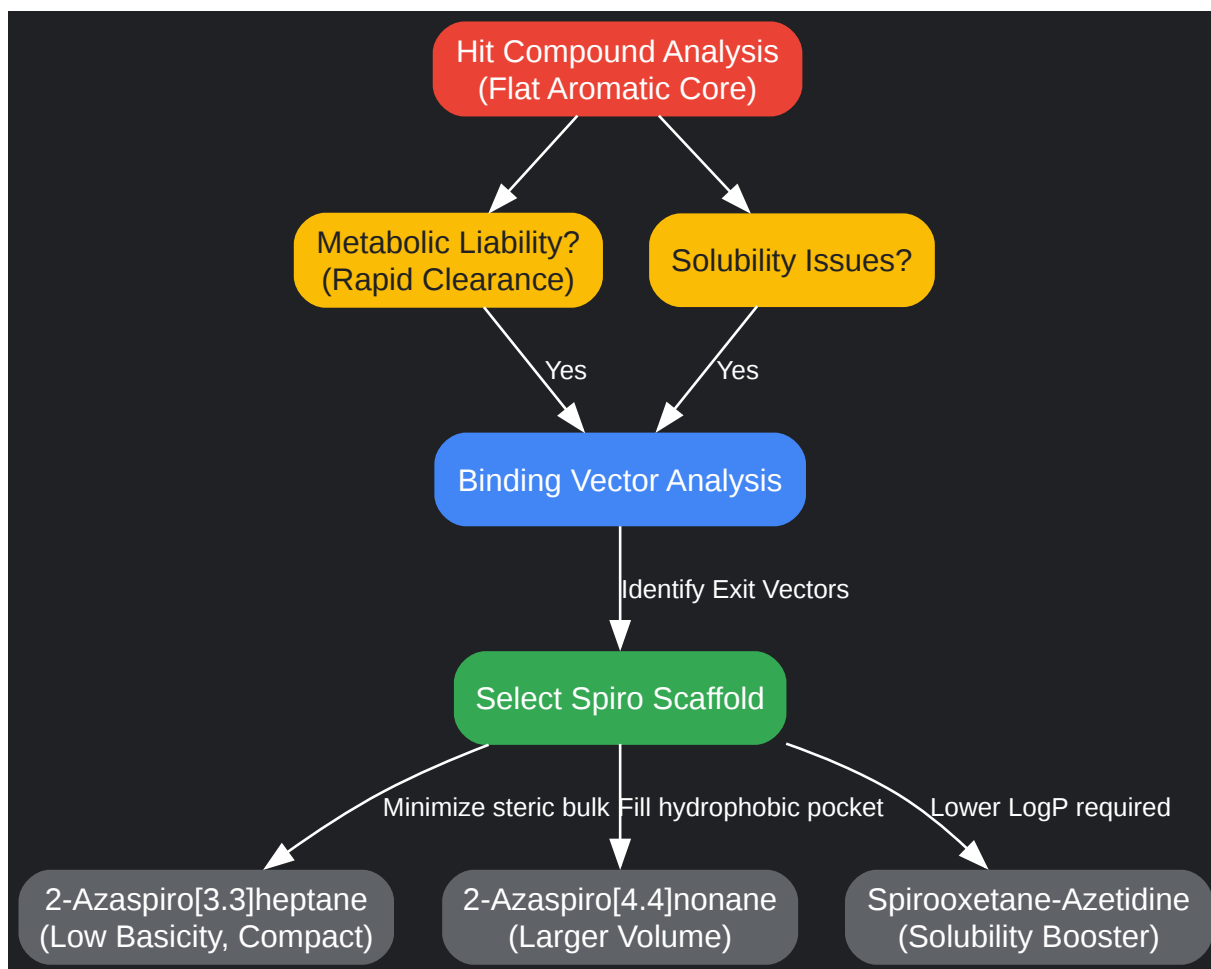 Hit Compound Analysis
(Flat Aromatic Core)
Metabolic Liability?
(Rapid Clearance)
Solubility Issues?
Yes
Yes
Binding Vector Analysis
Identify Exit Vectors
Select Spiro Scaffold
Minimize steric bulk
Fill hydrophobic pocket
Lower LogP required
2-Azaspiro[3.3]heptane
(Low Basicity, Compact)
2-Azaspiro[4.4]nonane
(Larger Volume)
Spirooxetane-Azetidine
(Solubility Booster)